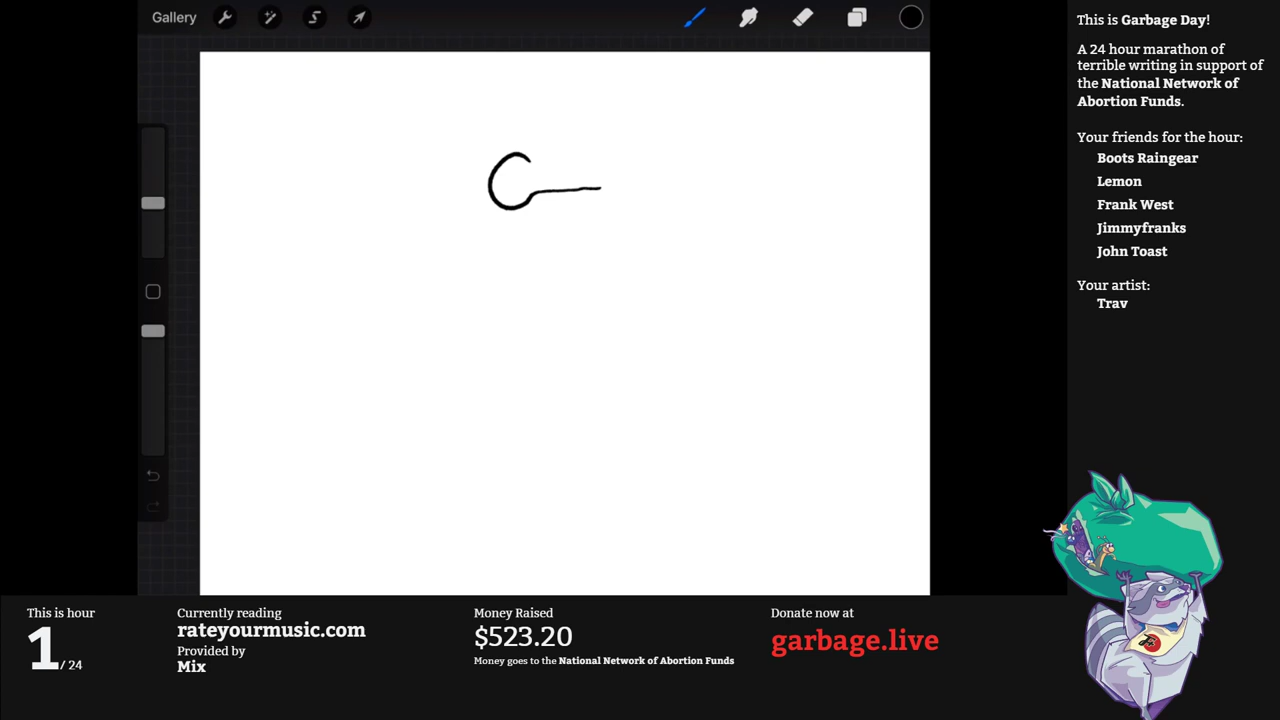 Gallery
This is Garbage Day!
A 24 hour marathon of
terrible writing in support of
the National Network of
Abortion Funds.
Your friends for the hour:
Boots Raingear
Lemon
Frank West
Jimmyfranks
John Toast
Your artist:
Trav
This is hour
1 / 24
Currently reading
rateyourmusic.com
Provided by
Mix
Money Raised
$523.20
Money goes to the National Network of Abortion Funds
Donate now at
garbage.live